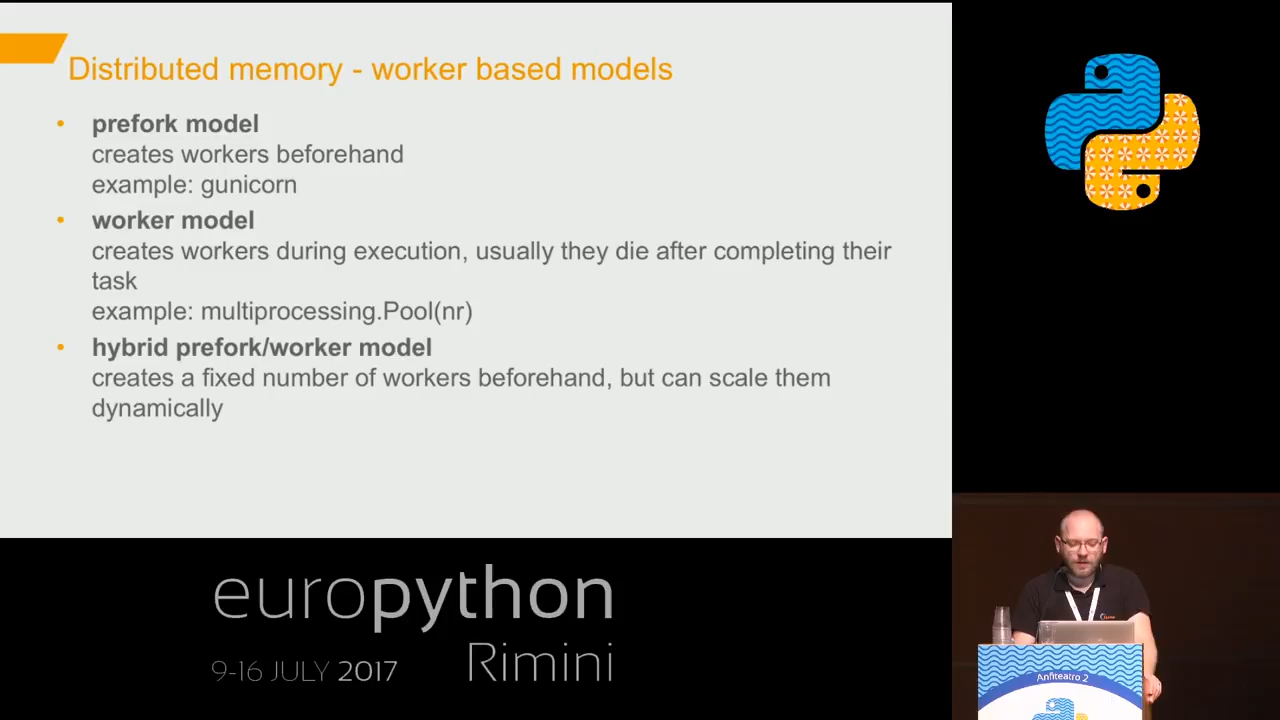 Distributed memory - worker based models
• prefork model
creates workers beforehand
example: gunicorn
• worker model
creates workers during execution, usually they die after completing their
task
example: multiprocessing.Pool(nr)
• hybrid prefork/worker model
creates a fixed number of workers beforehand, but can scale them
dynamically
europython
9-16 JULY 2017 Rimini
Anfiteatro 2